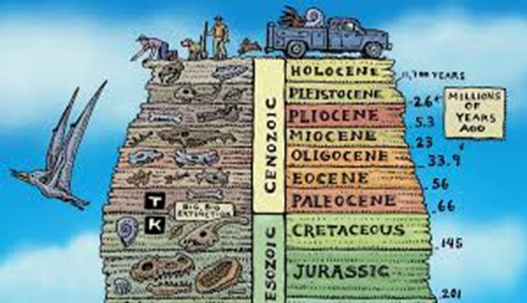 HOLOCENE
11,700 YEARS
PLEISTOCENE
2.6
MILLIONS
OF
YEARS
AGO
PLIOCENE
5.3
MIOCENE
23
OLIGOCENE
33.9
EOCENE
56
PALEOCENE
66
CENOZOIC
T
K
BIG, BIG
EXTINCTION
CRETACEOUS
145
JURASSIC
201
ESOZOIC